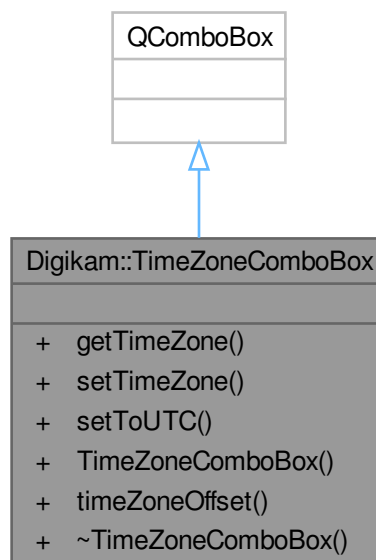 QComboBox
Digikam::TimeZoneComboBox
+ getTimeZone()
+ setTimeZone()
+ setToUTC()
+ TimeZoneComboBox()
+ timeZoneOffset()
+ ~TimeZoneComboBox()